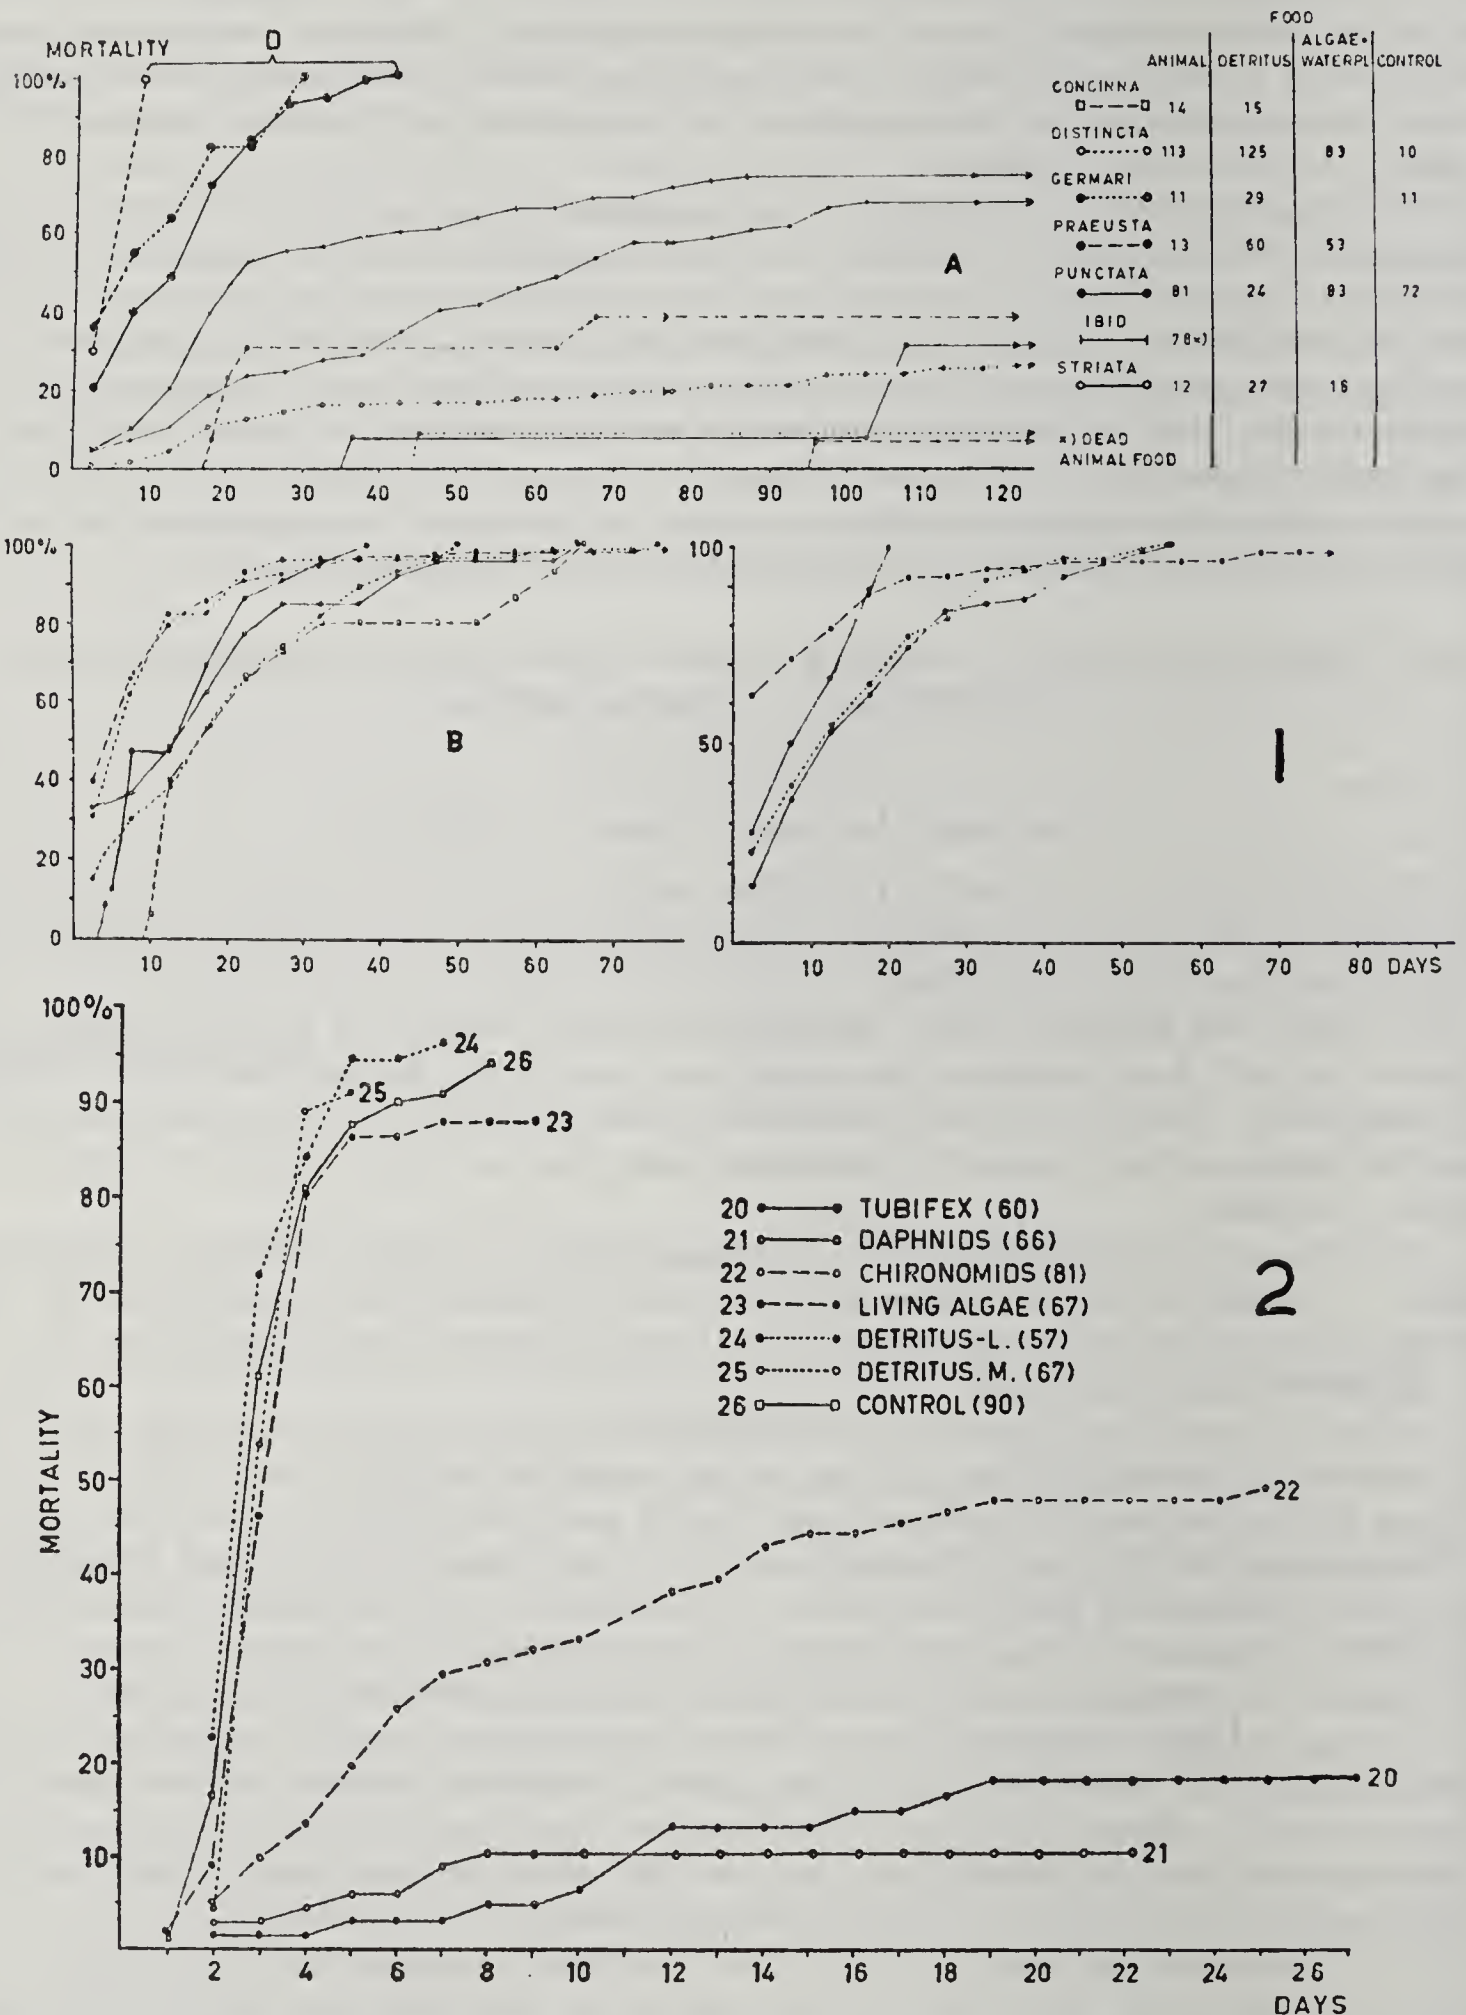 FOOD
MORTALITY D
ANIMAL DETRITUS ALGAE+ WATERPL CONTROL
CONCINNA
14 15
DISTINCTA
113 125 83 10
GERMARI
11 29 11
PRAEUSTA
13 60 53
PUNCTATA
81 24 83 72
IBID
78*)
STRIATA
12 27 16
*) DEAD
ANIMAL FOOD
100%
80
60
40
20
0
A
10 20 30 40 50 60 70 80 90 100 110 120
100%
80
60
40
20
0
B
10 20 30 40 50 60 70
100
50
0
1
10 20 30 40 50 60 70 80 DAYS
100%
90
80
70
60
50
40
30
20
10
MORTALITY
24
26
25
23
20 TUBIFEX (60)
21 DAPHNIDS (66)
22 CHIRONOMIDS (81)
23 LIVING ALGAE (67)
24 DETRITUS-L. (57)
25 DETRITUS. M. (67)
26 CONTROL (90)
2
22
20
21
2 4 6 8 10 12 14 16 18 20 22 24 26
DAYS